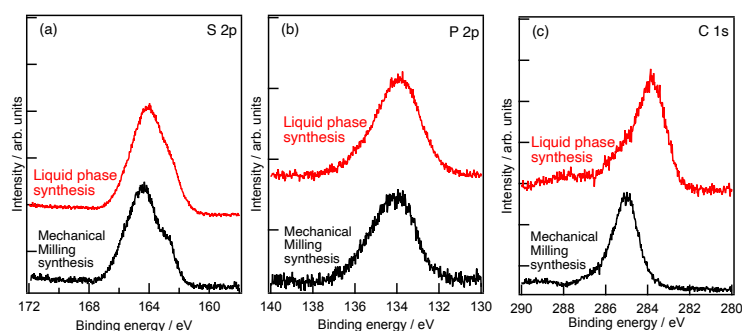 (a)
S 2p
Intensity / arb. units
Liquid phase
synthesis
Mechanical
Milling
synthesis
172
168
164
160
Binding energy / eV
(b)
P 2p
Intensity / arb. units
Liquid phase
synthesis
Mechanical
Milling
synthesis
140
138
136
134
132
130
Binding energy / eV
(c)
C 1s
Intensity / arb. units
Liquid phase
synthesis
Mechanical
Milling
synthesis
290
288
286
284
282
280
Binding energy / eV